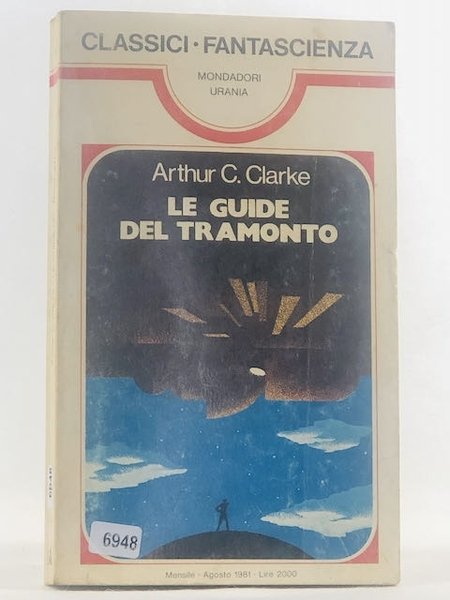 CLASSICI · FANTASCIENZA
MONDADORI
URANIA
Arthur C. Clarke
LE GUIDE
DEL TRAMONTO
6948
Mensile · Agosto 1981 · Lire 2000